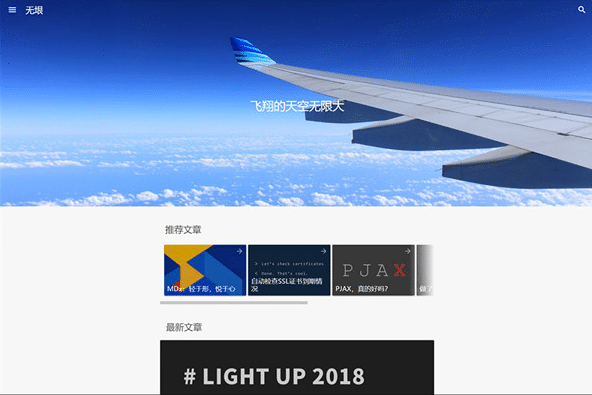 无垠
飞翔的天空无限大
推荐文章
MDx：轻于形，悦于心
> Let's check certificates
< Done. That's cool.
自动检查SSL证书到期情况
PJAX
PJAX，真的好吗？
做了
最新文章
# LIGHT UP 2018